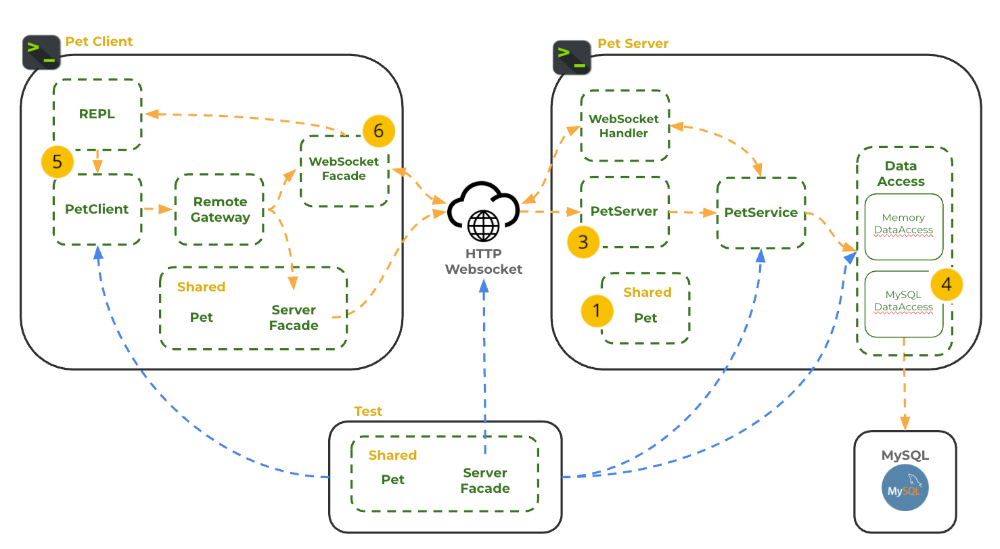 Pet Client
>_
REPL
5
PetClient
Remote
Gateway
6
WebSocket
Facade
Shared
Pet
Server
Facade
HTTP
Websocket
Pet Server
>_
WebSocket
Handler
PetServer
3
PetService
Shared
1
Pet
Data
Access
Memory
DataAccess
4
MySQL
DataAccess
Test
Shared
Pet
Server
Facade
MySQL
MySQL